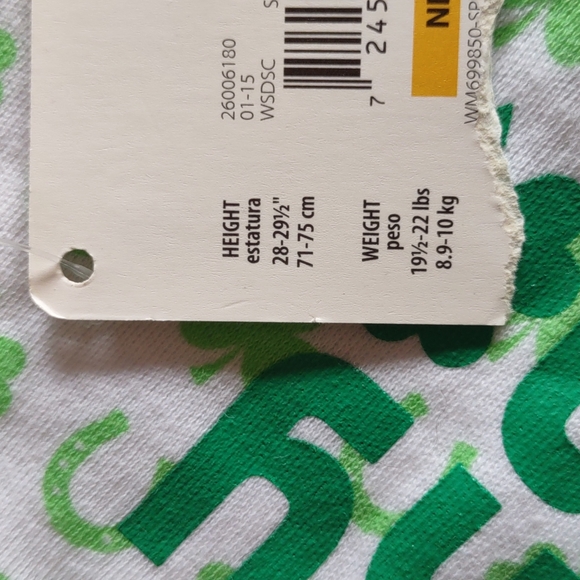 26006180
01-15
WSDSC
S
7 245
NE
WM699850-SP
HEIGHT
estatura
28-29½"
71-75 cm
WEIGHT
peso
19½-22 lbs
8.9-10 kg